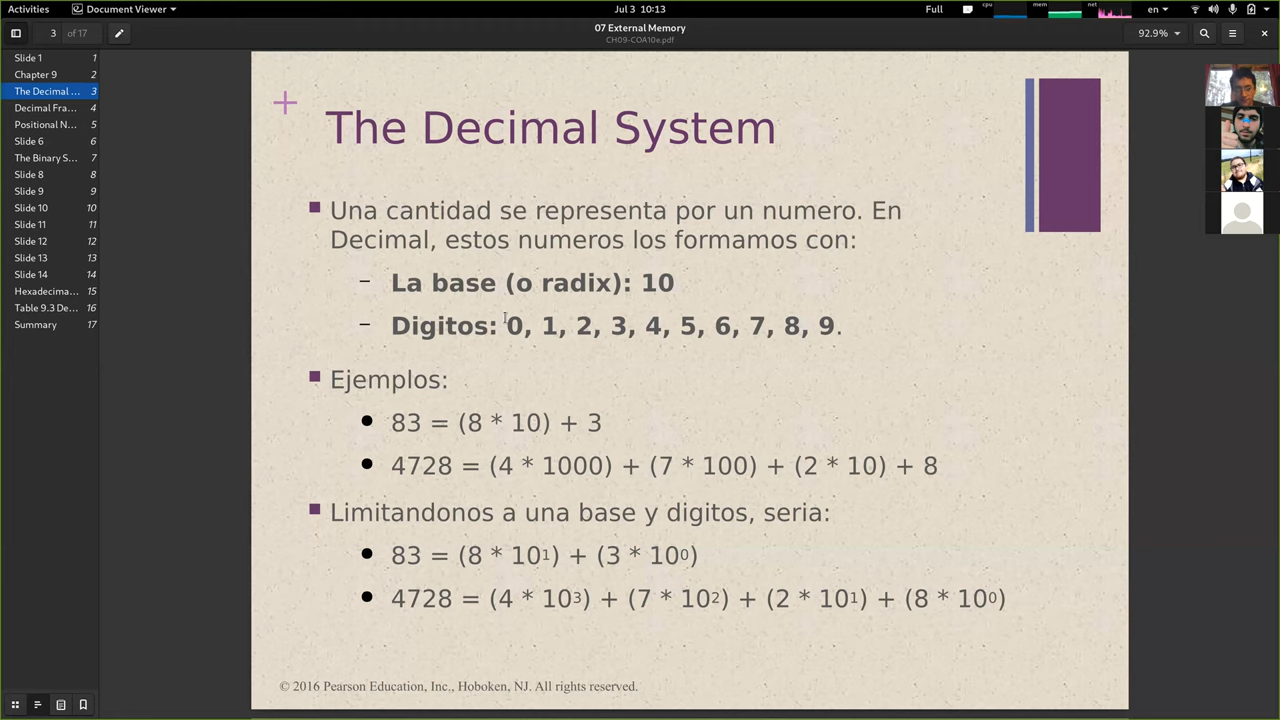 Activities
Document Viewer
Jul 3 10:13
Full
cpu
mem
net
en
3 of 17
07 External Memory
CH09-COA10e.pdf
92.9%
Slide 1 1
Chapter 9 2
The Decimal ... 3
Decimal Fra... 4
Positional N... 5
Slide 6 6
The Binary S... 7
Slide 8 8
Slide 9 9
Slide 10 10
Slide 11 11
Slide 12 12
Slide 13 13
Slide 14 14
Hexadecima... 15
Table 9.3 De... 16
Summary 17
+
The Decimal System
Una cantidad se representa por un numero. En
Decimal, estos numeros los formamos con:
– La base (o radix): 10
– Digitos: 0, 1, 2, 3, 4, 5, 6, 7, 8, 9.
Ejemplos:
83 = (8 * 10) + 3
4728 = (4 * 1000) + (7 * 100) + (2 * 10) + 8
Limitandonos a una base y digitos, seria:
83 = (8 * 10¹) + (3 * 10⁰)
4728 = (4 * 10³) + (7 * 10²) + (2 * 10¹) + (8 * 10⁰)
© 2016 Pearson Education, Inc., Hoboken, NJ. All rights reserved.